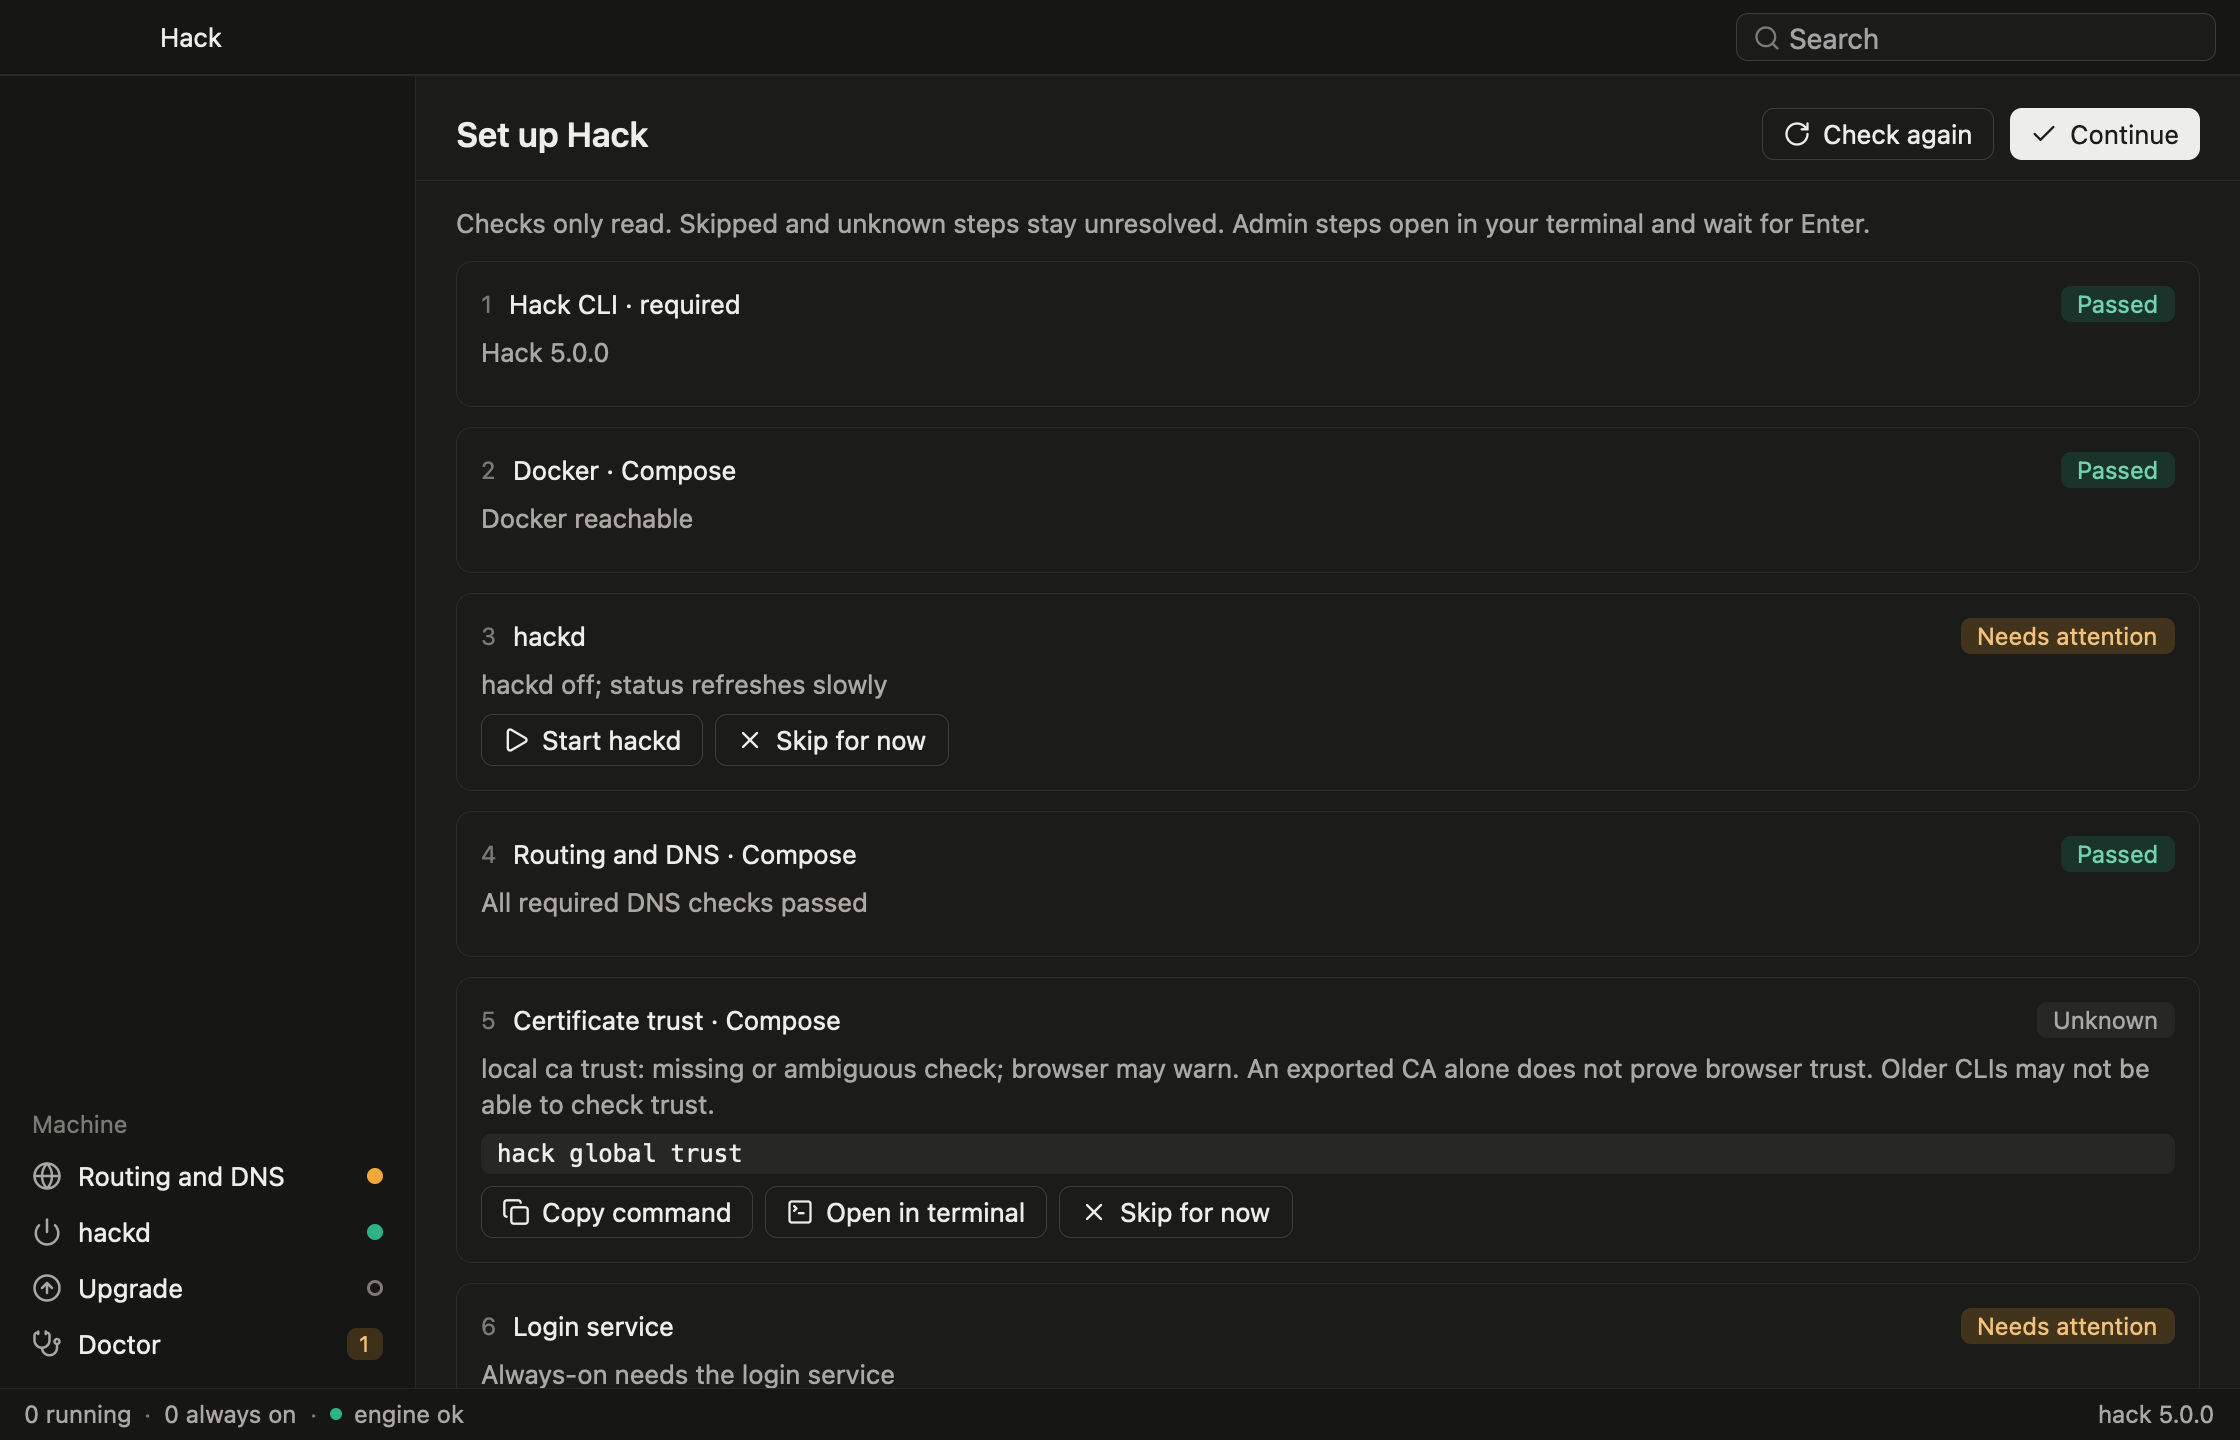 Hack
Search
Set up Hack
Check again
Continue
Checks only read. Skipped and unknown steps stay unresolved. Admin steps open in your terminal and wait for Enter.
1 Hack CLI · required
Passed
Hack 5.0.0
2 Docker · Compose
Passed
Docker reachable
3 hackd
Needs attention
hackd off; status refreshes slowly
Start hackd
Skip for now
4 Routing and DNS · Compose
Passed
All required DNS checks passed
5 Certificate trust · Compose
Unknown
local ca trust: missing or ambiguous check; browser may warn. An exported CA alone does not prove browser trust. Older CLIs may not be
able to check trust.
hack global trust
Copy command
Open in terminal
Skip for now
6 Login service
Needs attention
Always-on needs the login service
Machine
Routing and DNS
hackd
Upgrade
Doctor 1
0 running · 0 always on · engine ok
hack 5.0.0